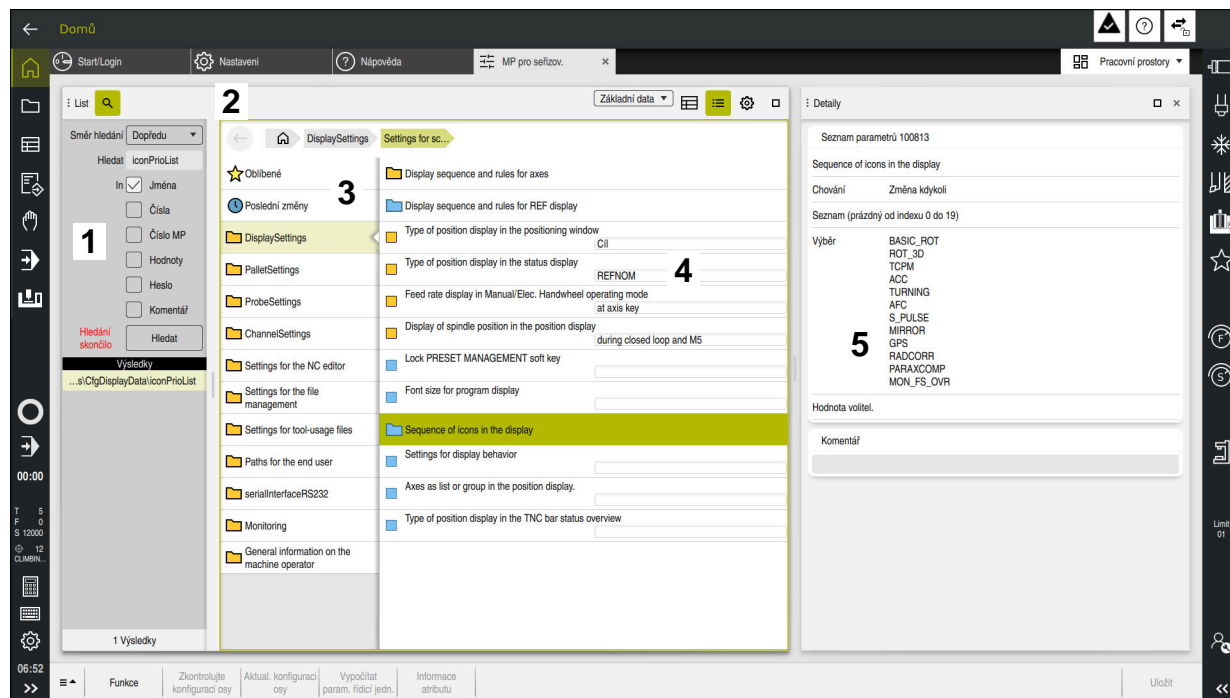 Domů
Start/Login
Nastavení
Nápověda
MP pro seřizov.
Pracovní prostory
List
2
Základní data
Detaily
Směr hledání Dopředu
Hledat iconPrioList
In Jména
Čísla
Číslo MP
Hodnoty
Heslo
Komentář
1
Hledání
skončilo
Hledat
Výsledky
...s\CfgDisplayData\iconPrioList
1 Výsledky
DisplaySettings
Settings for sc...
Oblíbené
3
Poslední změny
DisplaySettings
PalletSettings
ProbeSettings
ChannelSettings
Settings for the NC editor
Settings for the file
management
Settings for tool-usage files
Paths for the end user
serialInterfaceRS232
Monitoring
General information on the
machine operator
Display sequence and rules for axes
Display sequence and rules for REF display
Type of position display in the positioning window
Cíl
Type of position display in the status display
REFNOM
4
Feed rate display in Manual/Elec. Handwheel operating mode
at axis key
Display of spindle position in the position display
during closed loop and M5
Lock PRESET MANAGEMENT soft key
Font size for program display
Sequence of icons in the display
Settings for display behavior
Axes as list or group in the position display.
Type of position display in the TNC bar status overview
Seznam parametrů 100813
Sequence of icons in the display
Chování Změna kdykoli
Seznam (prázdný od indexu 0 do 19)
Výběr BASIC_ROT
ROT_3D
TCPM
ACC
TURNING
AFC
S_PULSE
MIRROR
GPS
RADCORR
PARAXCOMP
MON_FS_OVR
5
Hodnota volitel.
Komentář
00:00
T 5
F 0
S 12000
12
CLIMBIN...
06:52
F
S
Limit
01
Funkce
Zkontrolujte
konfiguraci osy
Aktual. konfiguraci
osy
Vypočítat
param. řídicí jedn.
Informace
atributu
Uložit